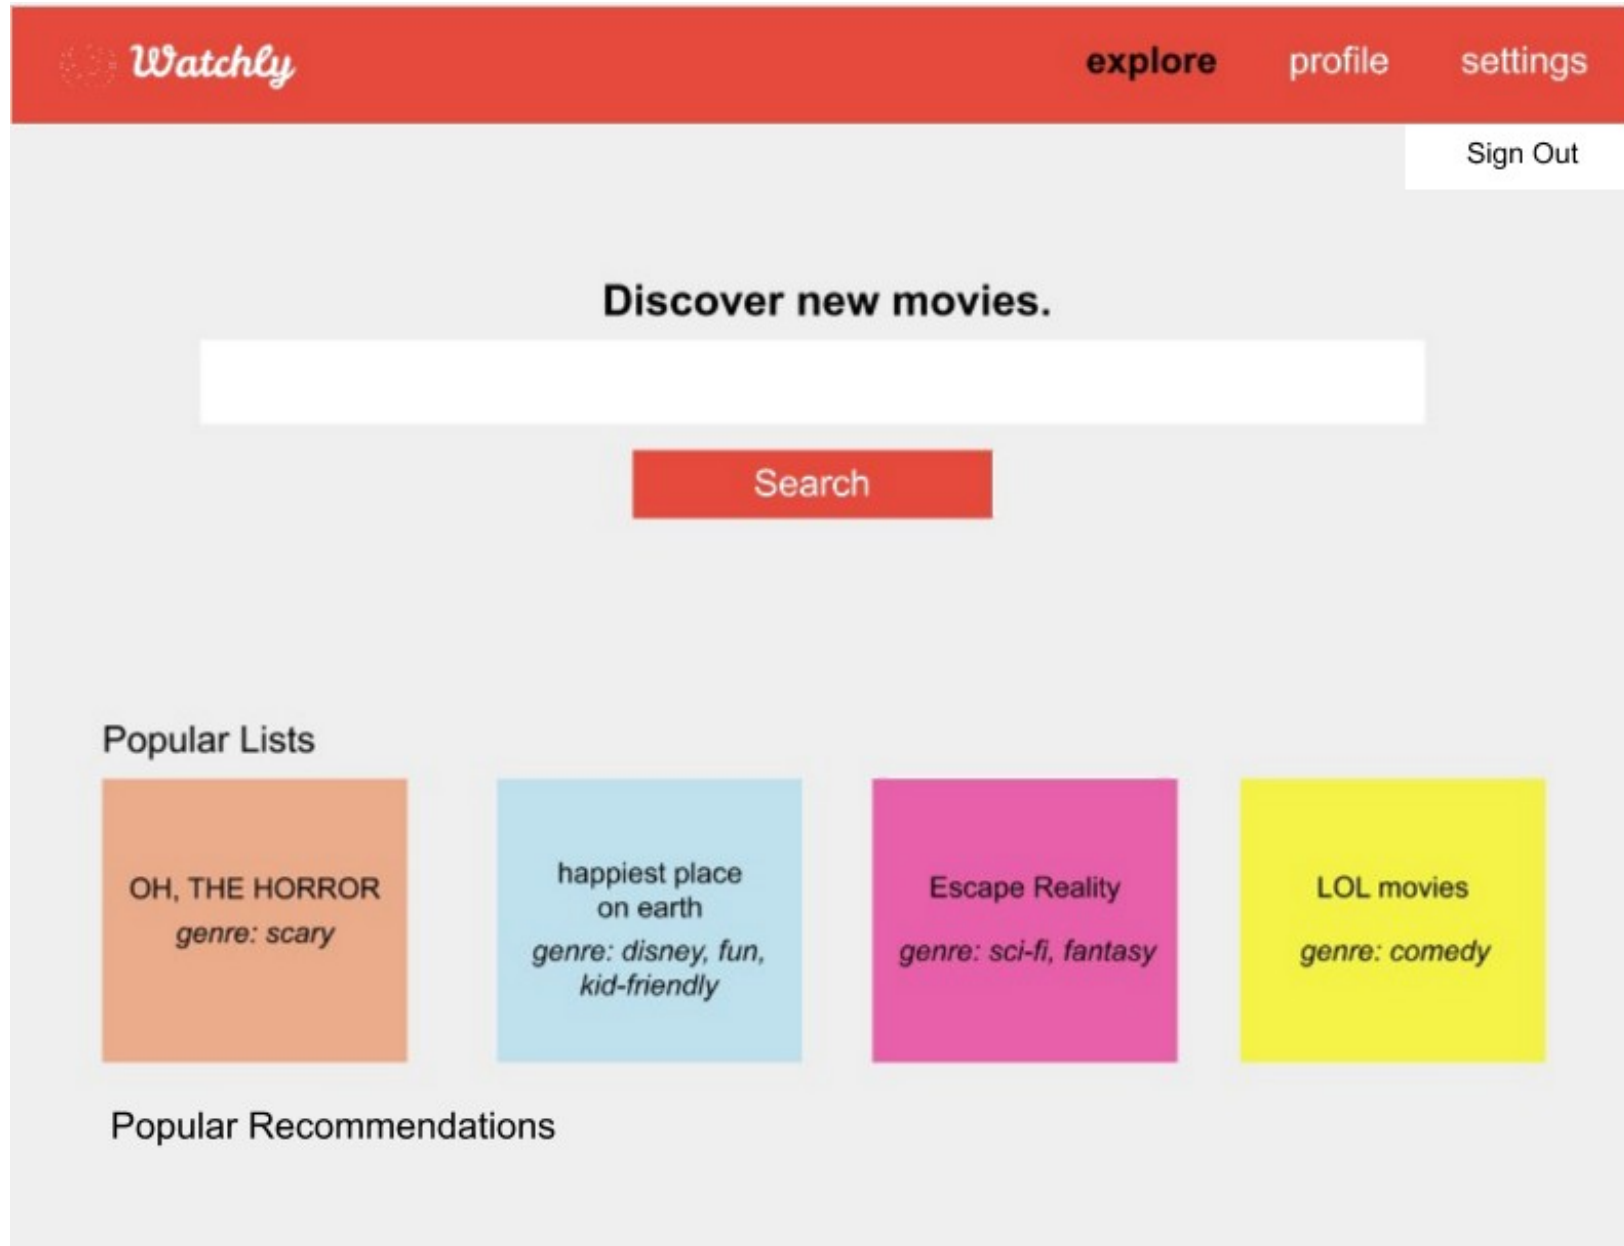 Watchly
explore profile settings
Sign Out
Discover new movies.
Search
Popular Lists
OH, THE HORROR
genre: scary
happiest place
on earth
genre: disney, fun,
kid-friendly
Escape Reality
genre: sci-fi, fantasy
LOL movies
genre: comedy
Popular Recommendations